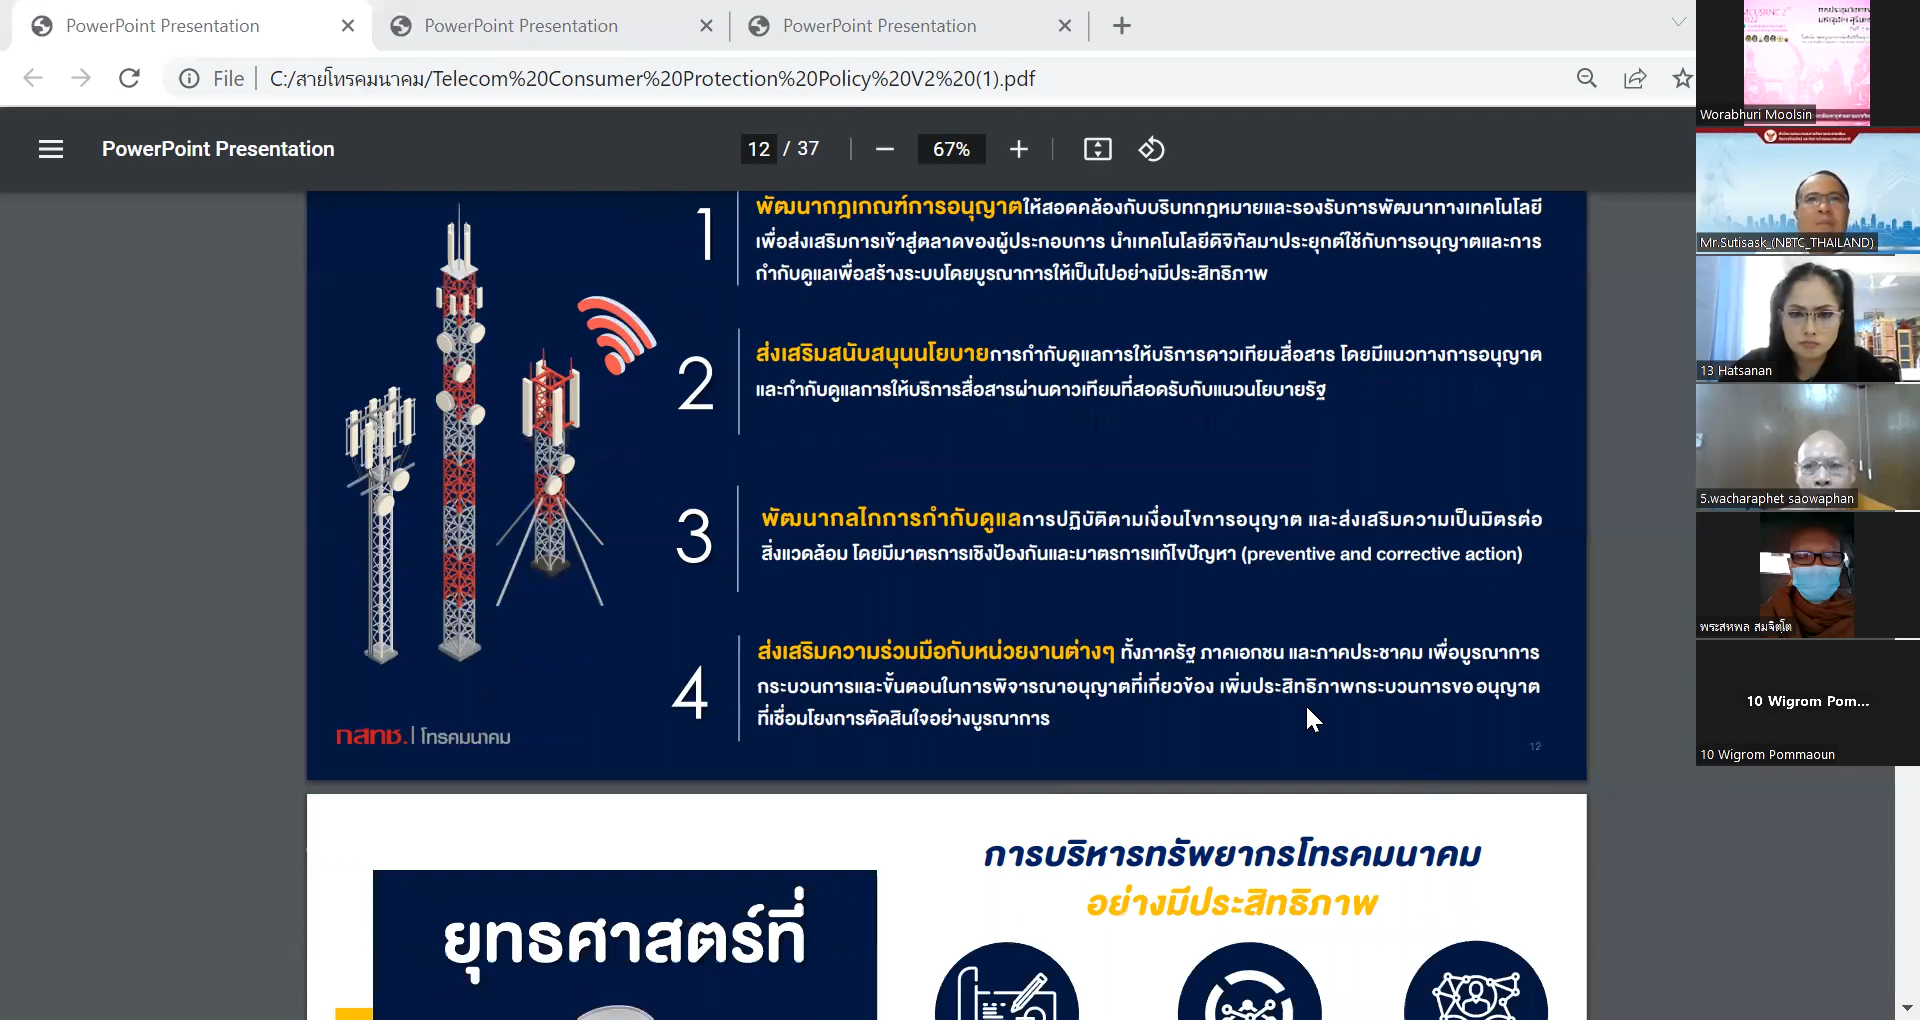 PowerPoint Presentation
PowerPoint Presentation
PowerPoint Presentation
File
C:/สายโทรคมนาคม/Telecom%20Consumer%20Protection%20Policy%20V2%20(1).pdf
PowerPoint Presentation
12 / 37
67%
1
พัฒนากฎเกณฑ์การอนุญาตให้สอดคล้องกับบริบทกฎหมายและรองรับการพัฒนาทางเทคโนโลยี
เพื่อส่งเสริมการเข้าสู่ตลาดของผู้ประกอบการ นำเทคโนโลยีดิจิทัลมาประยุกต์ใช้กับการอนุญาตและการ
กำกับดูแลเพื่อสร้างระบบโดยบูรณาการให้เป็นไปอย่างมีประสิทธิภาพ
2
ส่งเสริมสนับสนุนนโยบายการกำกับดูแลการให้บริการดาวเทียมสื่อสาร โดยมีแนวทางการอนุญาต
และกำกับดูแลการให้บริการสื่อสารผ่านดาวเทียมที่สอดรับกับแนวนโยบายรัฐ
3
พัฒนากลไกการกำกับดูแลการปฏิบัติตามเงื่อนไขการอนุญาต และส่งเสริมความเป็นมิตรต่อ
สิ่งแวดล้อม โดยมีมาตรการเชิงป้องกันและมาตรการแก้ไขปัญหา (preventive and corrective action)
4
ส่งเสริมความร่วมมือกับหน่วยงานต่างๆ ทั้งภาครัฐ ภาคเอกชน และภาคประชาคม เพื่อบูรณาการ
กระบวนการและขั้นตอนในการพิจารณาอนุญาตที่เกี่ยวข้อง เพิ่มประสิทธิภาพกระบวนการขออนุญาต
ที่เชื่อมโยงการตัดสินใจอย่างบูรณาการ
กสทช. | โทรคมนาคม
12
ยุทธศาสตร์ที่
การบริหารทรัพยากรโทรคมนาคม
อย่างมีประสิทธิภาพ
Worabhuri Moolsin
Mr.Sutisask_(NBTC_THAILAND)
13 Hatsanan
5.wacharaphet saowaphan
พระสหพล สมจิตฺโต
10 Wigrom Pom...
10 Wigrom Pommaoun